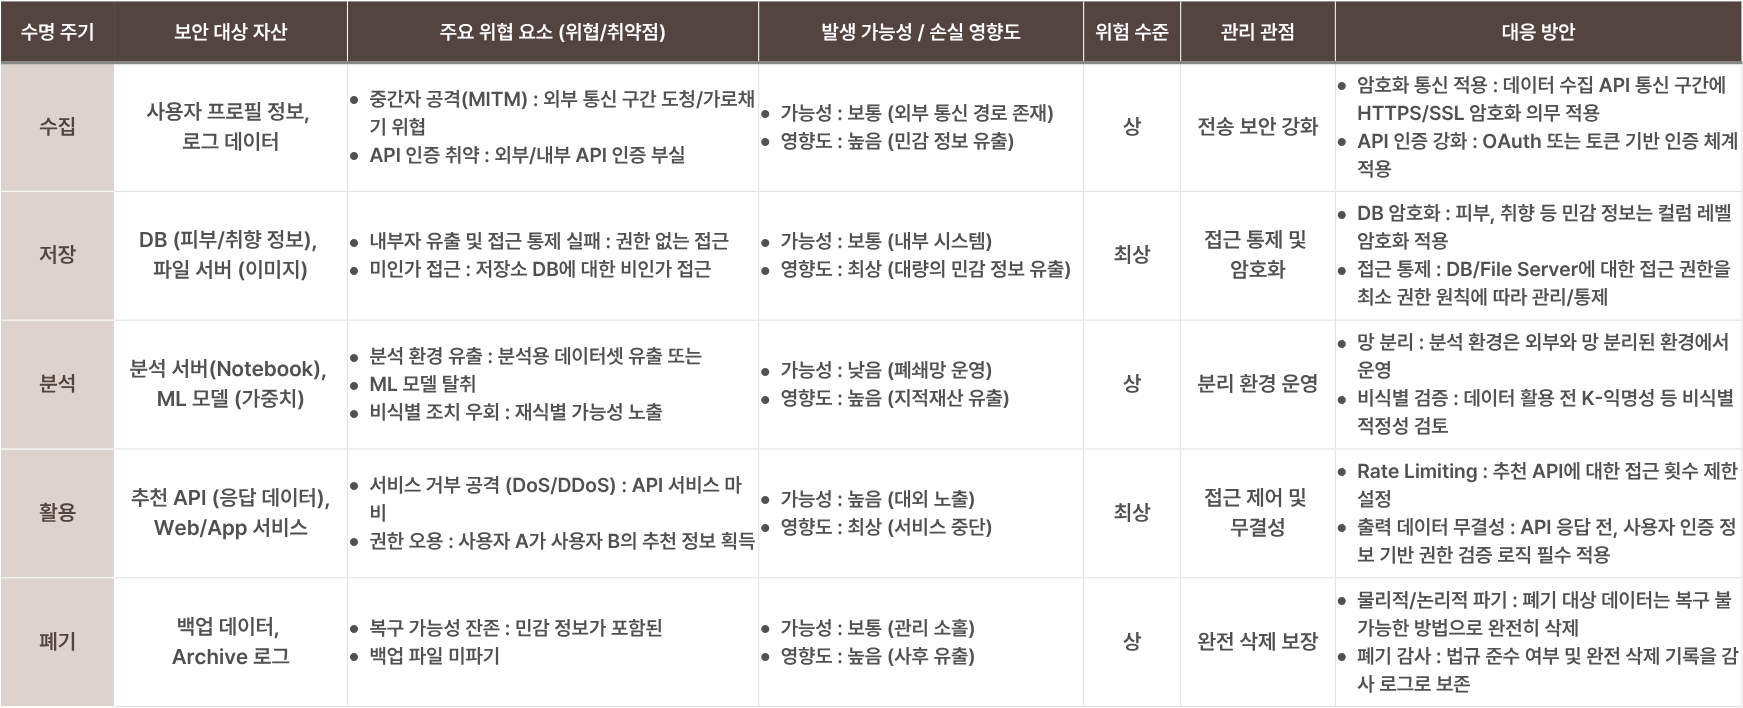 수명 주기
보안 대상 자산
주요 위협 요소 (위협/취약점)
발생 가능성 / 손실 영향도
위험 수준
관리 관점
대응 방안
수집
사용자 프로필 정보,
로그 데이터
● 중간자 공격(MITM) : 외부 통신 구간 도청/가로채
기 위협
● API 인증 취약 : 외부/내부 API 인증 부실
● 가능성 : 보통 (외부 통신 경로 존재)
● 영향도 : 높음 (민감 정보 유출)
상
전송 보안 강화
● 암호화 통신 적용 : 데이터 수집 API 통신 구간에
HTTPS/SSL 암호화 의무 적용
● API 인증 강화 : OAuth 또는 토큰 기반 인증 체계
적용
저장
DB (피부/취향 정보),
파일 서버 (이미지)
● 내부자 유출 및 접근 통제 실패 : 권한 없는 접근
● 미인가 접근 : 저장소 DB에 대한 비인가 접근
● 가능성 : 보통 (내부 시스템)
● 영향도 : 최상 (대량의 민감 정보 유출)
최상
접근 통제 및
암호화
● DB 암호화 : 피부, 취향 등 민감 정보는 컬럼 레벨
암호화 적용
● 접근 통제 : DB/File Server에 대한 접근 권한을
최소 권한 원칙에 따라 관리/통제
분석
분석 서버(Notebook),
ML 모델 (가중치)
● 분석 환경 유출 : 분석용 데이터셋 유출 또는
● ML 모델 탈취
● 비식별 조치 우회 : 재식별 가능성 노출
● 가능성 : 낮음 (폐쇄망 운영)
● 영향도 : 높음 (지적재산 유출)
상
분리 환경 운영
● 망 분리 : 분석 환경은 외부와 망 분리된 환경에서
운영
● 비식별 검증 : 데이터 활용 전 K-익명성 등 비식별
적정성 검토
활용
추천 API (응답 데이터),
Web/App 서비스
● 서비스 거부 공격 (DoS/DDoS) : API 서비스 마
비
● 권한 오용 : 사용자 A가 사용자 B의 추천 정보 획득
● 가능성 : 높음 (대외 노출)
● 영향도 : 최상 (서비스 중단)
최상
접근 제어 및
무결성
● Rate Limiting : 추천 API에 대한 접근 횟수 제한
설정
● 출력 데이터 무결성 : API 응답 전, 사용자 인증 정
보 기반 권한 검증 로직 필수 적용
폐기
백업 데이터,
Archive 로그
● 복구 가능성 잔존 : 민감 정보가 포함된
● 백업 파일 미파기
● 가능성 : 보통 (관리 소홀)
● 영향도 : 높음 (사후 유출)
상
완전 삭제 보장
● 물리적/논리적 파기 : 폐기 대상 데이터는 복구 불
가능한 방법으로 완전히 삭제
● 폐기 감사 : 법규 준수 여부 및 완전 삭제 기록을 감
사 로그로 보존